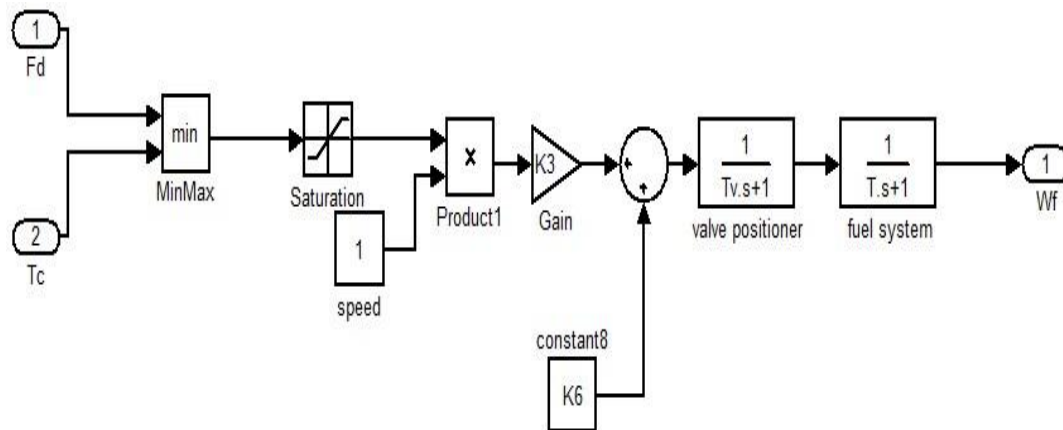 1
Fd
min
MinMax
2
Tc
Saturation
1
speed
×
Product1
K3
Gain
+
+
constant8
K6
1
Tv.s+1
valve positioner
1
T.s+1
fuel system
1
Wf